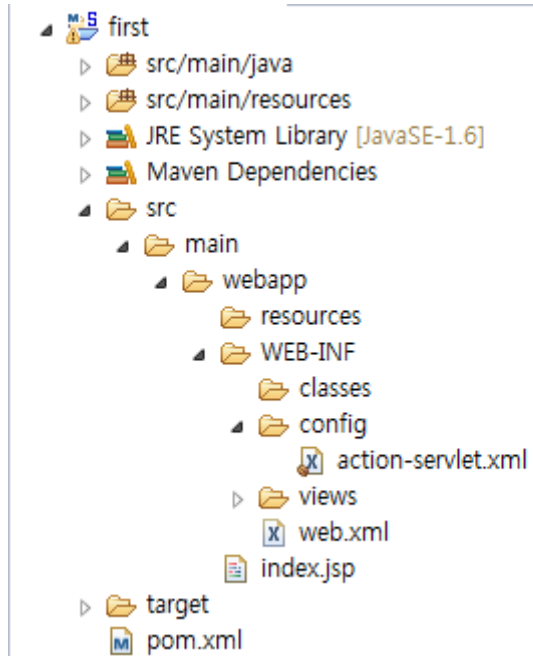 first
src/main/java
src/main/resources
JRE System Library [JavaSE-1.6]
Maven Dependencies
src
main
webapp
resources
WEB-INF
classes
config
action-servlet.xml
views
web.xml
index.jsp
target
pom.xml